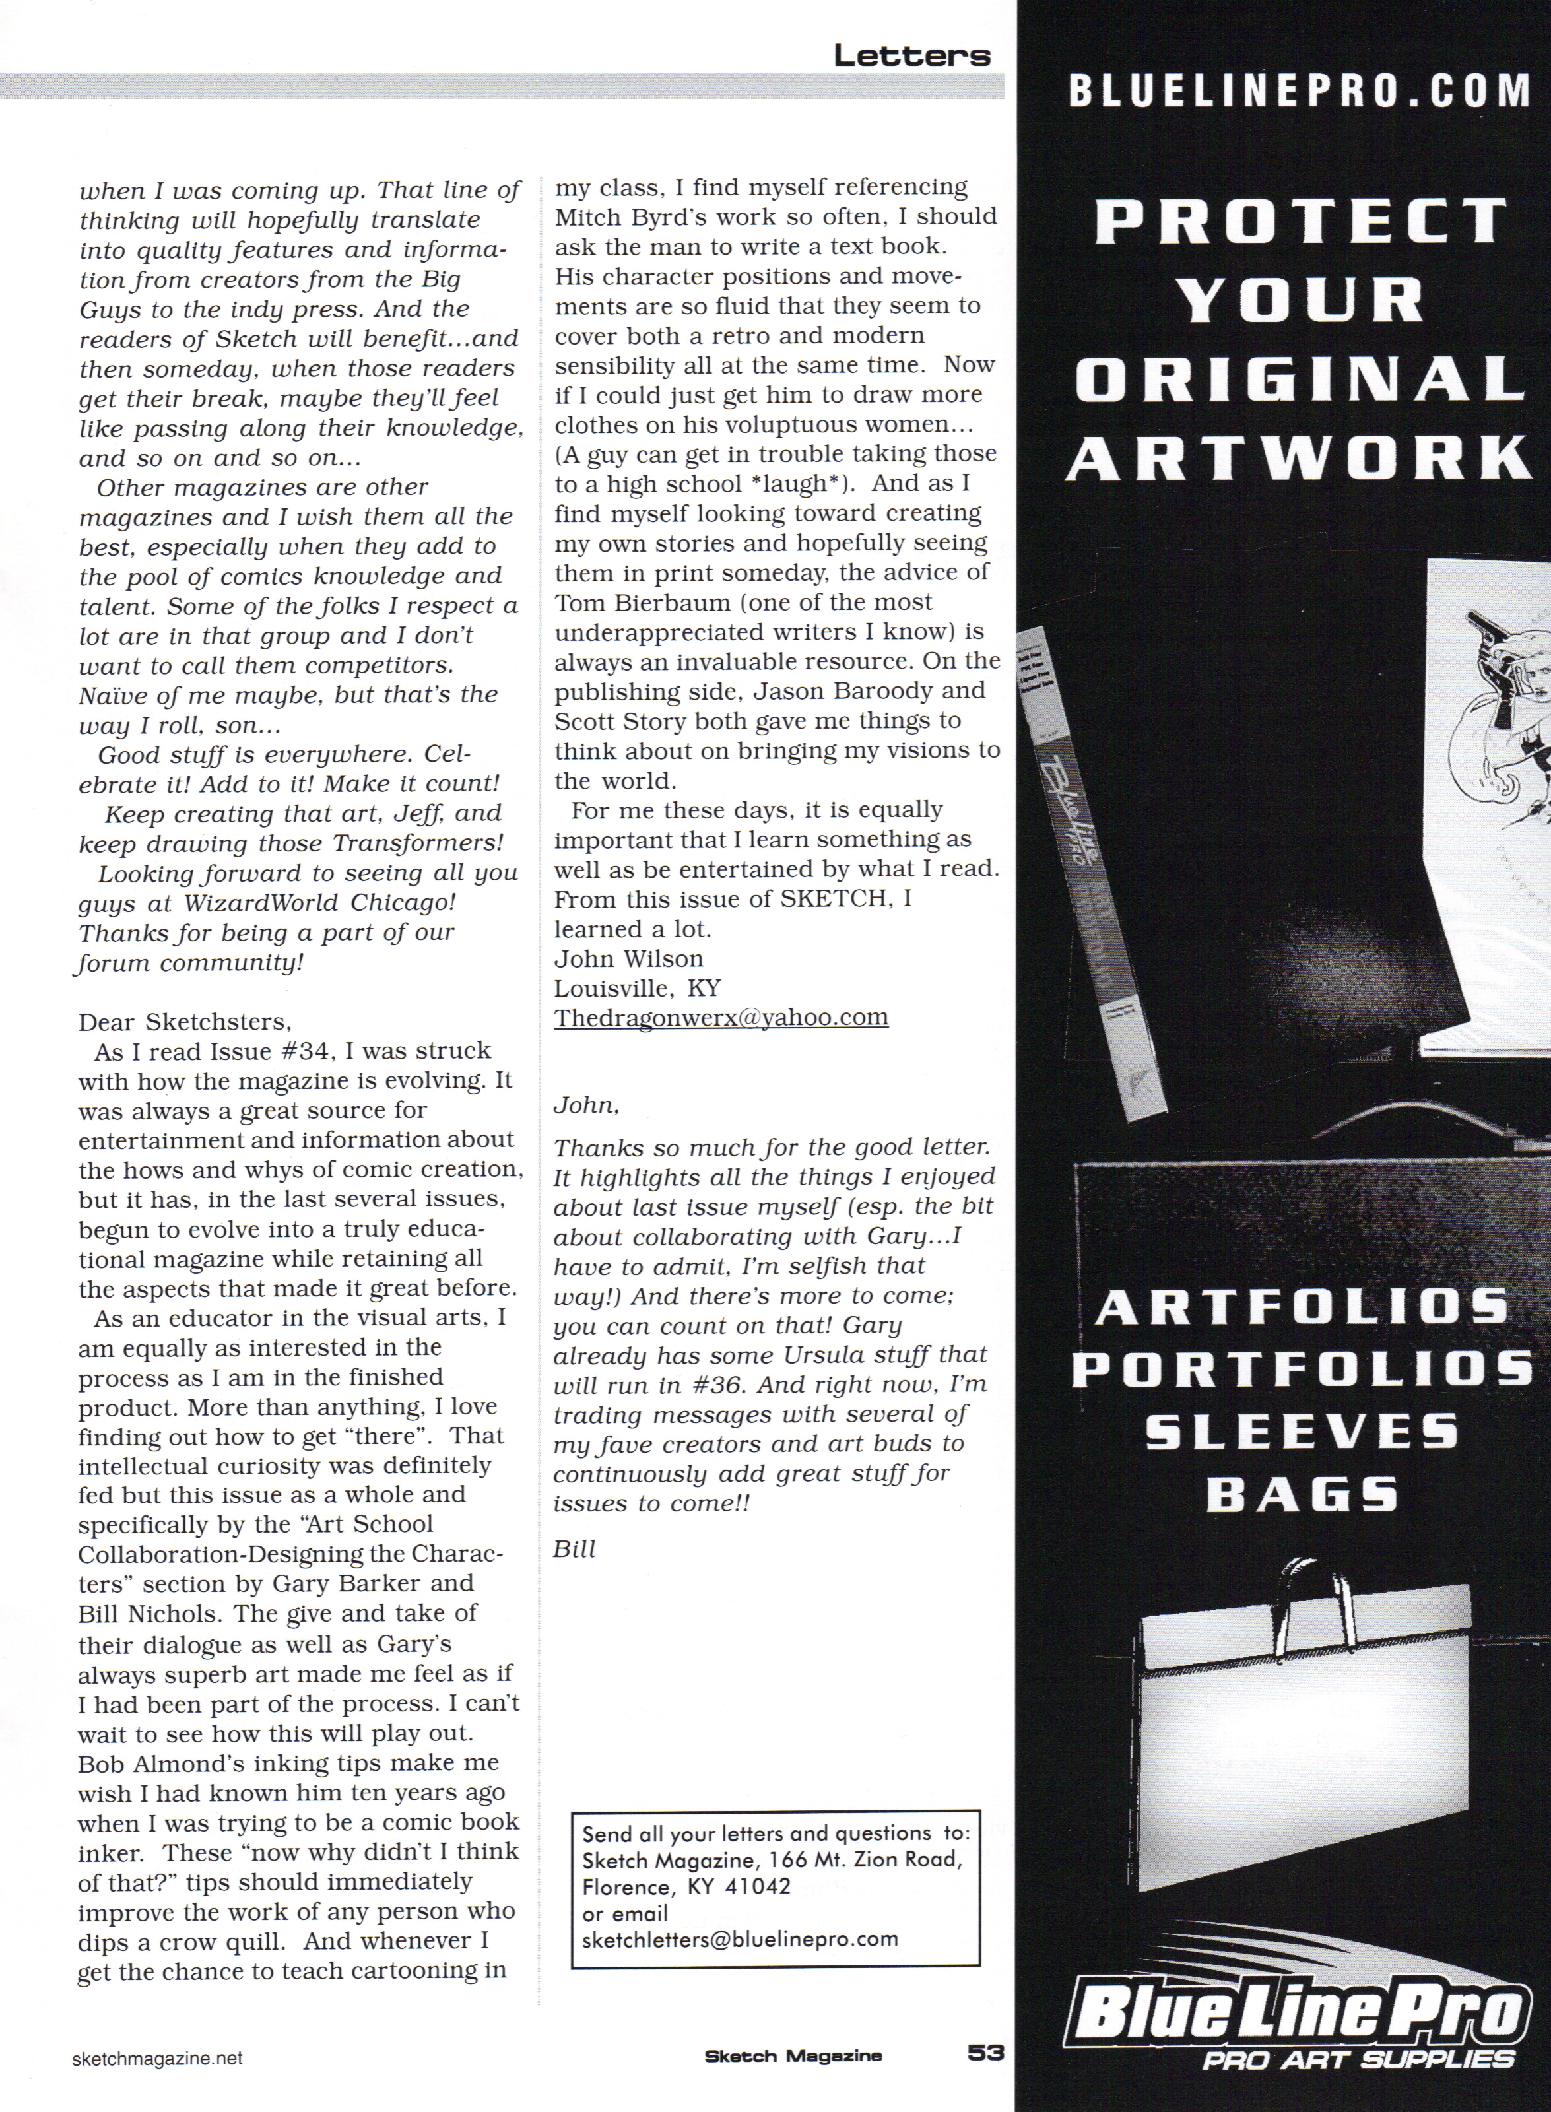 Letters
when I was coming up. That line of
thinking will hopefully translate
into quality features and informa-
tion from creators from the Big
Guys to the indy press. And the
readers of Sketch will benefit...and
then someday, when those readers
get their break, maybe they'll feel
like passing along their knowledge,
and so on and so on...
Other magazines are other
magazines and I wish them all the
best, especially when they add to
the pool of comics knowledge and
talent. Some of the folks I respect a
lot are in that group and I don't
want to call them competitors.
Naïve of me maybe, but that's the
way I roll, son...
Good stuff is everywhere. Cel-
ebrate it! Add to it! Make it count!
Keep creating that art, Jeff, and
keep drawing those Transformers!
Looking forward to seeing all you
guys at WizardWorld Chicago!
Thanks for being a part of our
forum community!
Dear Sketchsters,
As I read Issue #34, I was struck
with how the magazine is evolving. It
was always a great source for
entertainment and information about
the hows and whys of comic creation,
but it has, in the last several issues,
begun to evolve into a truly educa-
tional magazine while retaining all
the aspects that made it great before.
As an educator in the visual arts, I
am equally as interested in the
process as I am in the finished
product. More than anything, I love
finding out how to get "there".  That
intellectual curiosity was definitely
fed but this issue as a whole and
specifically by the "Art School
Collaboration-Designing the Charac-
ters" section by Gary Barker and
Bill Nichols. The give and take of
their dialogue as well as Gary's
always superb art made me feel as if
I had been part of the process. I can't
wait to see how this will play out.
Bob Almond's inking tips make me
wish I had known him ten years ago
when I was trying to be a comic book
inker.  These "now why didn't I think
of that?" tips should immediately
improve the work of any person who
dips a crow quill.  And whenever I
get the chance to teach cartooning in
my class, I find myself referencing
Mitch Byrd's work so often, I should
ask the man to write a text book.
His character positions and move-
ments are so fluid that they seem to
cover both a retro and modern
sensibility all at the same time.  Now
if I could just get him to draw more
clothes on his voluptuous women...
(A guy can get in trouble taking those
to a high school *laugh*).  And as I
find myself looking toward creating
my own stories and hopefully seeing
them in print someday, the advice of
Tom Bierbaum (one of the most
underappreciated writers I know) is
always an invaluable resource. On the
publishing side, Jason Baroody and
Scott Story both gave me things to
think about on bringing my visions to
the world.
For me these days, it is equally
important that I learn something as
well as be entertained by what I read.
From this issue of SKETCH, I
learned a lot.
John Wilson
Louisville, KY
Thedragonwerx@yahoo.com
John,
Thanks so much for the good letter.
It highlights all the things I enjoyed
about last issue myself (esp. the bit
about collaborating with Gary...I
have to admit, I'm selfish that
way!) And there's more to come;
you can count on that! Gary
already has some Ursula stuff that
will run in #36. And right now, I'm
trading messages with several of
my fave creators and art buds to
continuously add great stuff for
issues to come!!
Bill
Send all your letters and questions  to:
Sketch Magazine, 166 Mt. Zion Road,
Florence, KY 41042
or email
sketchletters@bluelinepro.com
sketchmagazine.net
Sketch Magazine 53
BLUELINEPRO.COM
PROTECT
YOUR
ORIGINAL
ARTWORK
Blue Line Pro
ARTFOLIOS
PORTFOLIOS
SLEEVES
BAGS
Blue Line Pro
PRO ART SUPPLIES